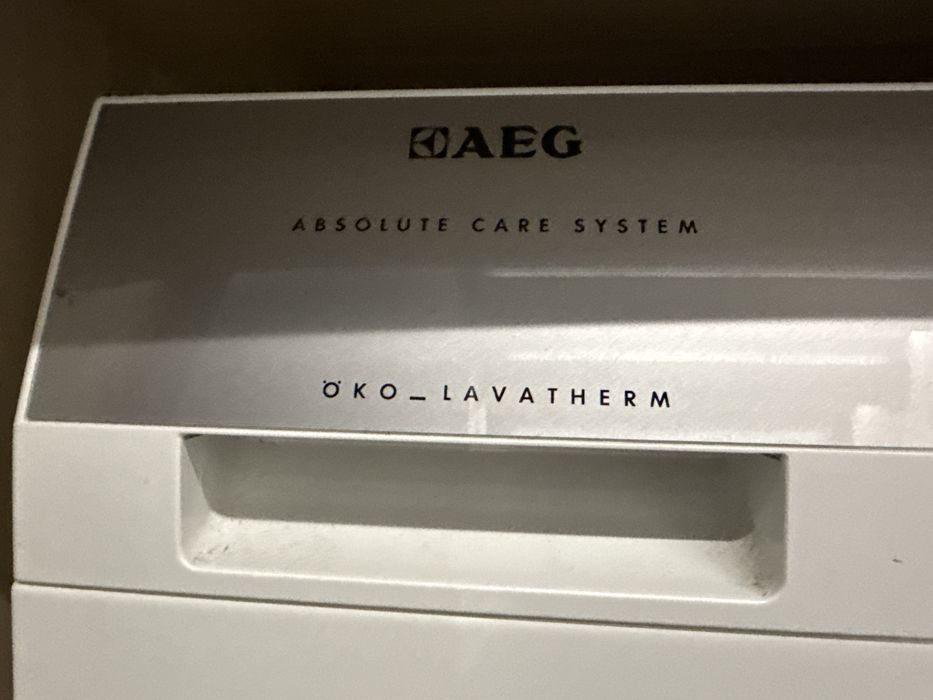 AEG
ABSOLUTE CARE SYSTEM
ÖKO_LAVATHERM